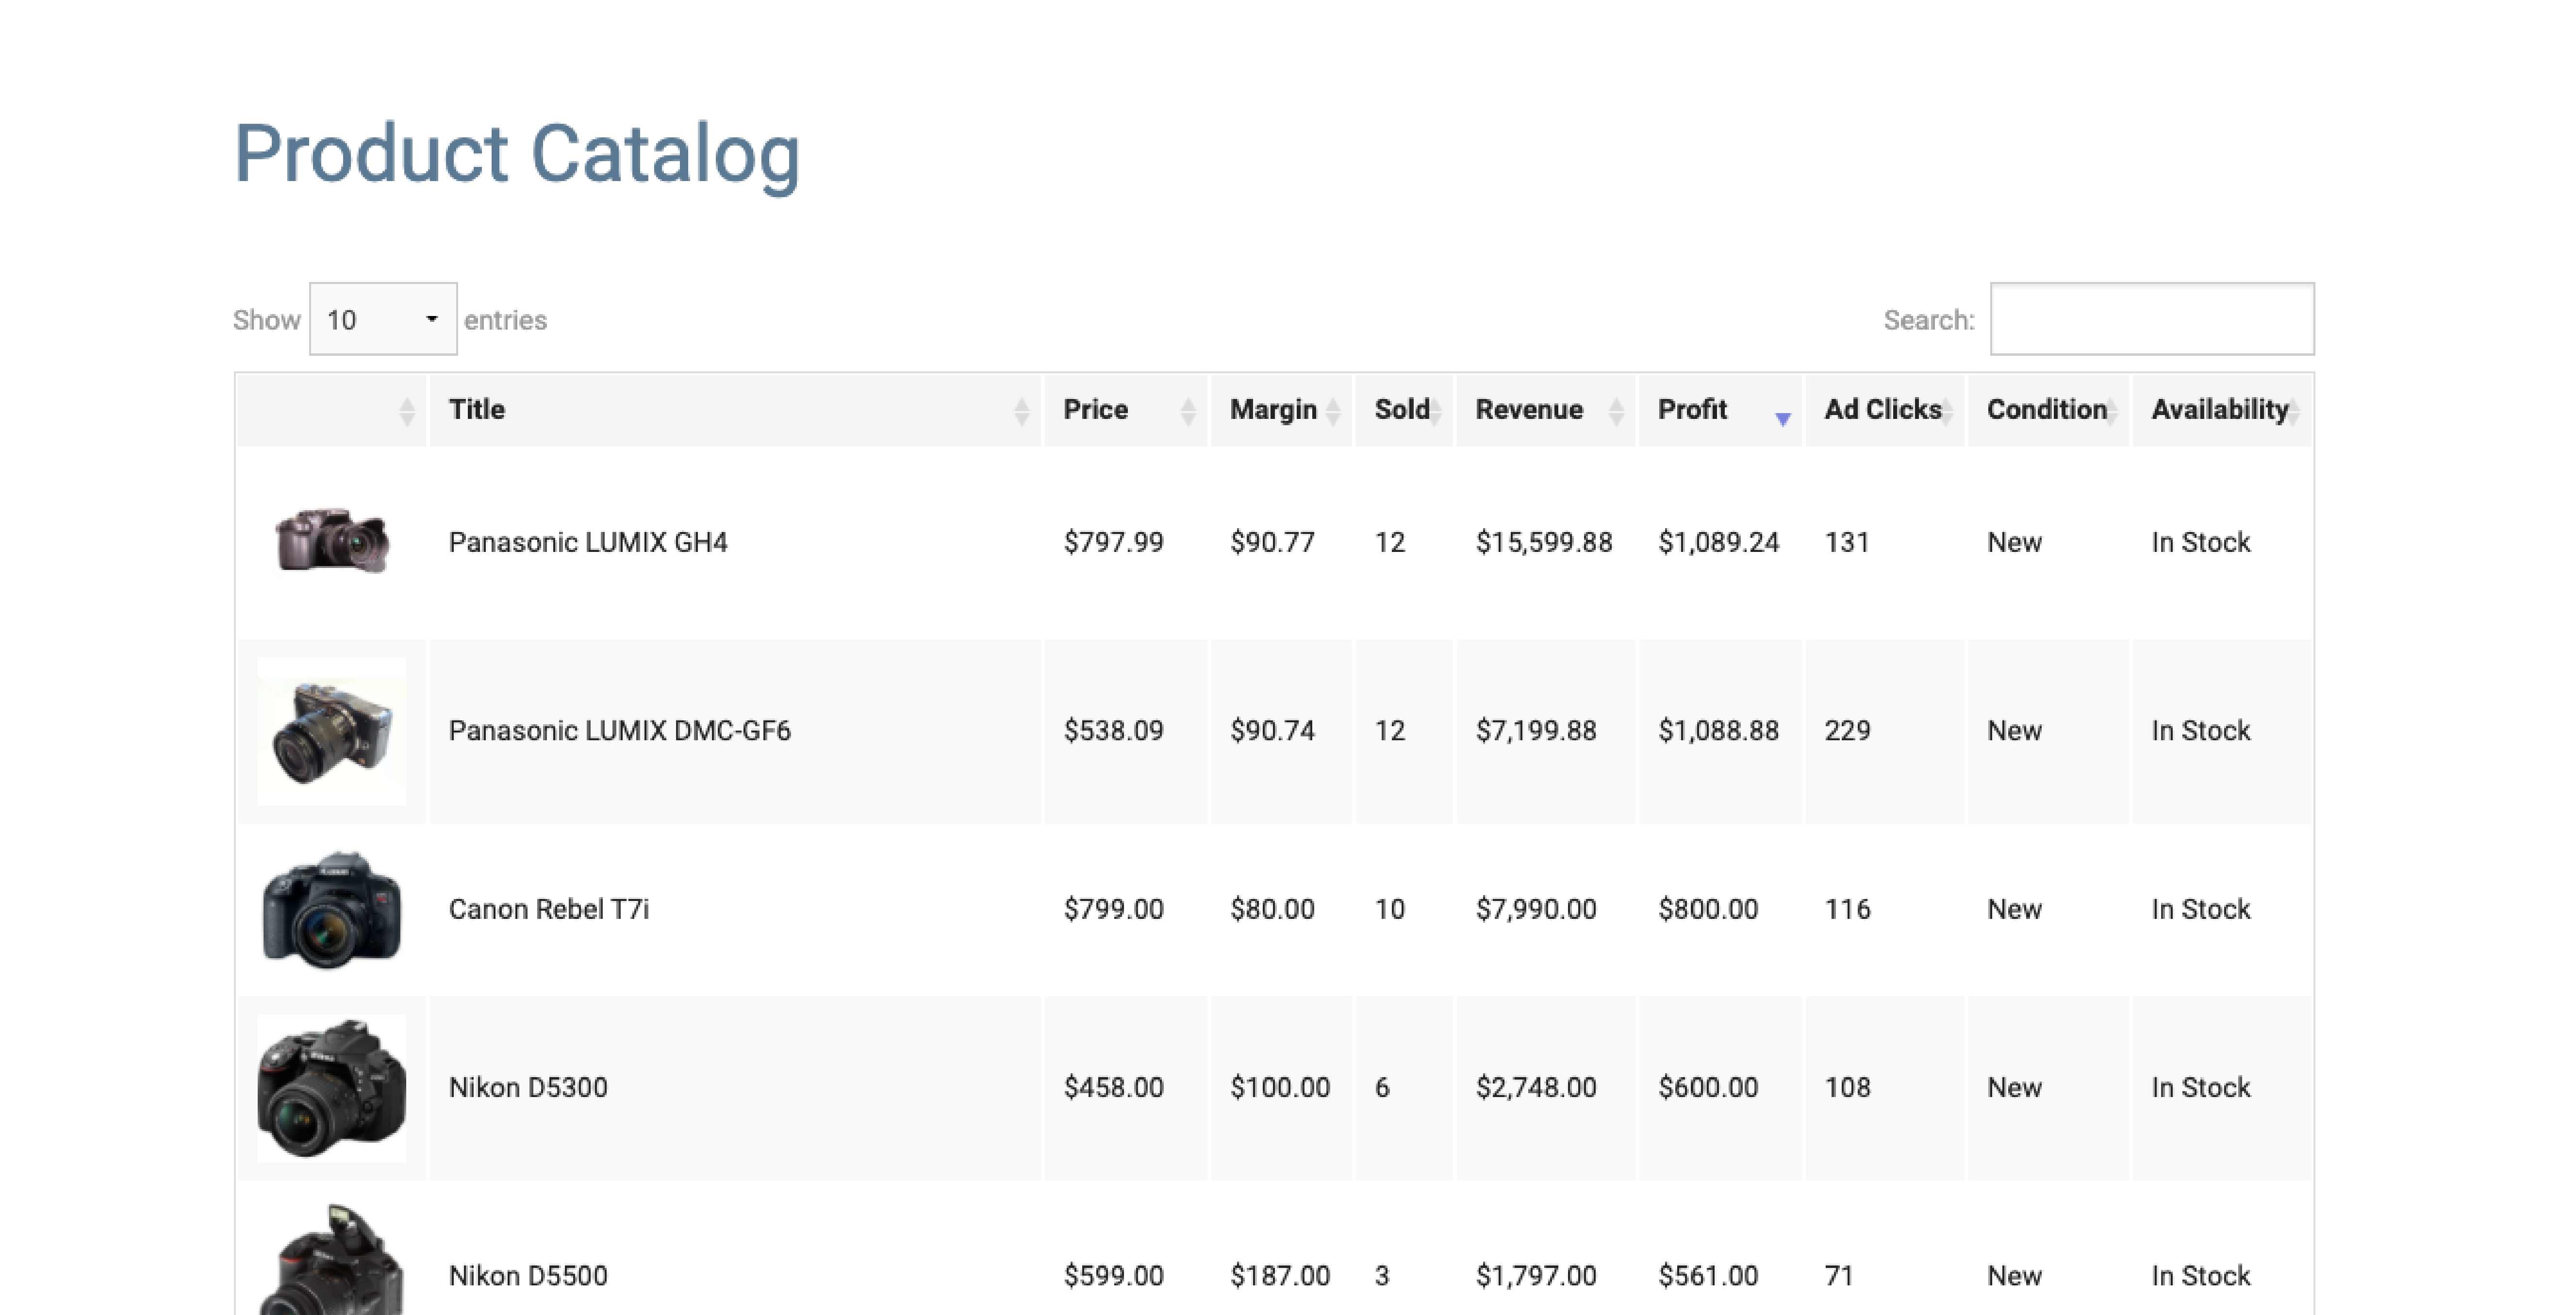 Product Catalog
Show 10 entries
Search:
Title Price Margin Sold Revenue Profit Ad Clicks Condition Availability
Panasonic LUMIX GH4 $797.99 $90.77 12 $15,599.88 $1,089.24 131 New In Stock
Panasonic LUMIX DMC-GF6 $538.09 $90.74 12 $7,199.88 $1,088.88 229 New In Stock
Canon Rebel T7i $799.00 $80.00 10 $7,990.00 $800.00 116 New In Stock
Nikon D5300 $458.00 $100.00 6 $2,748.00 $600.00 108 New In Stock
Nikon D5500 $599.00 $187.00 3 $1,797.00 $561.00 71 New In Stock